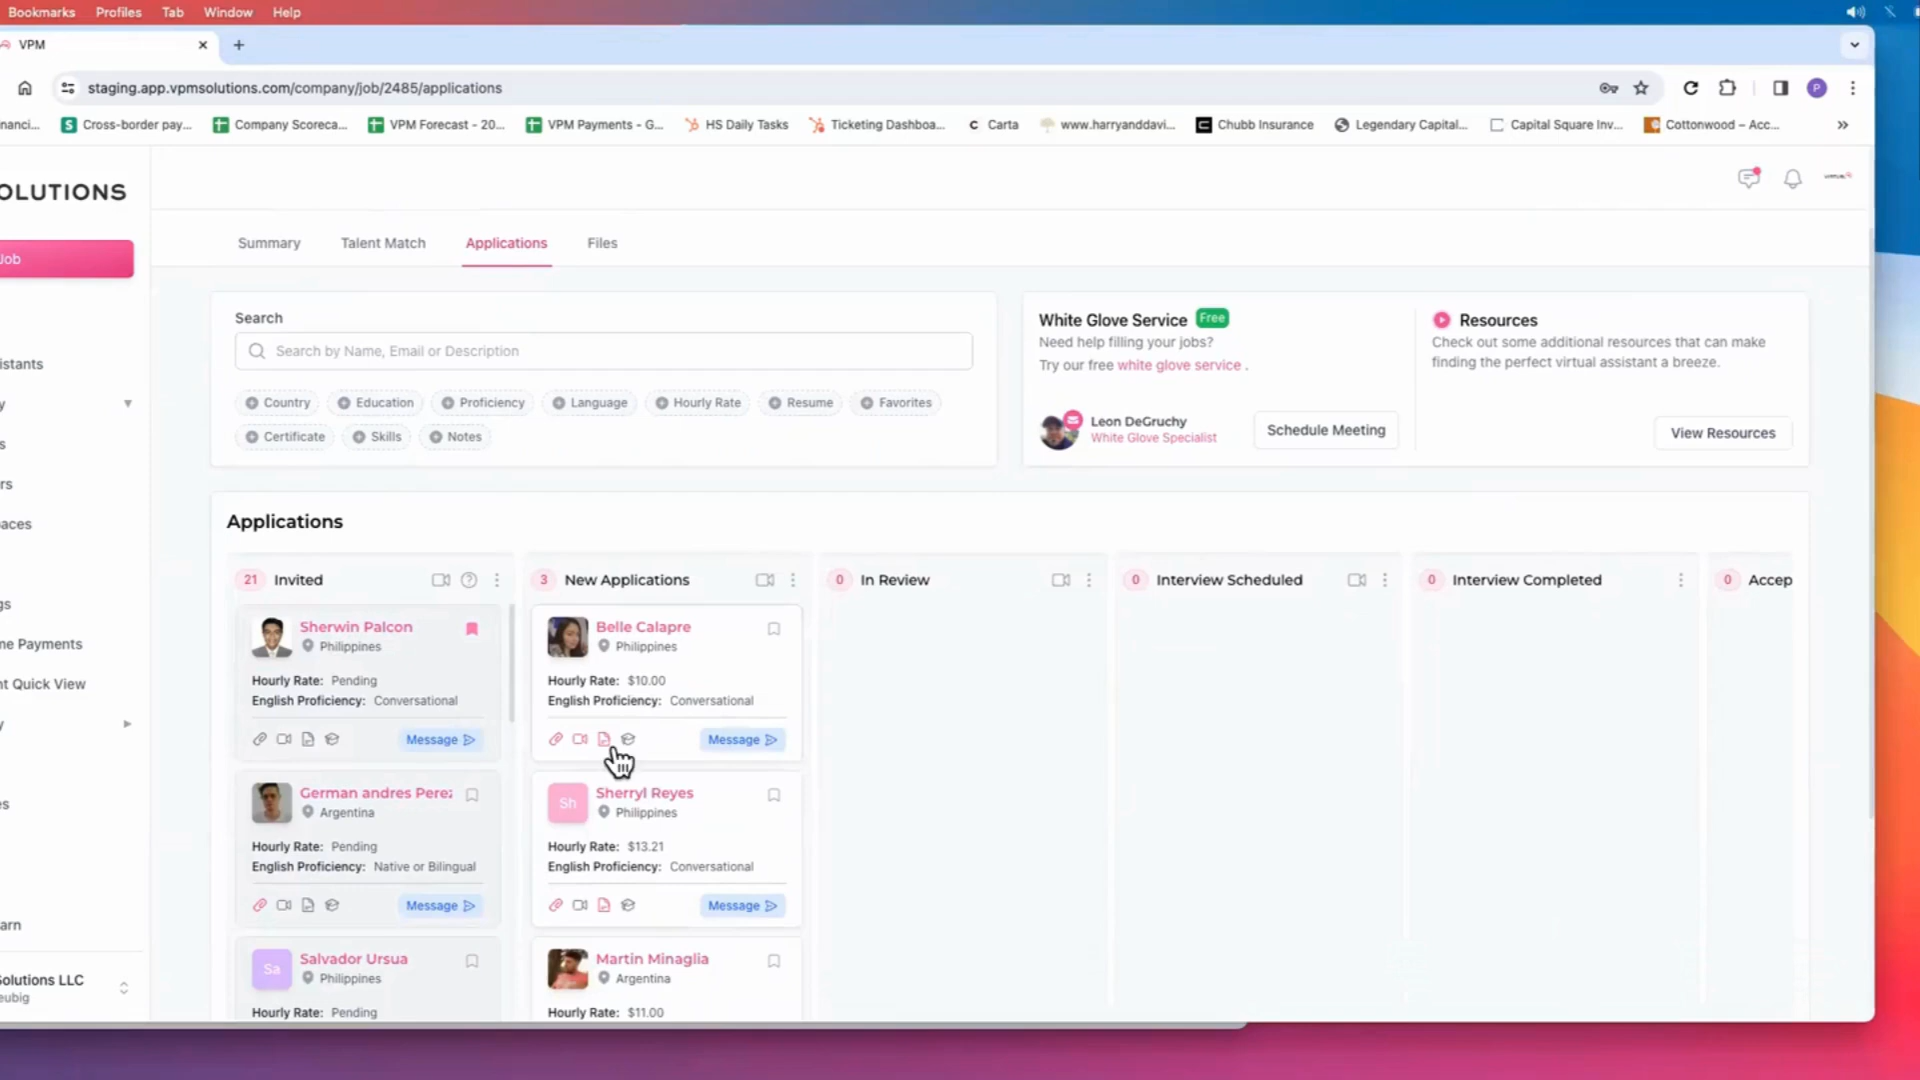 Bookmarks Profiles Tab Window Help
VPM
staging.app.vpmsolutions.com/company/job/2485/applications
P
nanci... Cross-border pay... Company Scoreca... VPM Forecast - 20... VPM Payments - G... HS Daily Tasks Ticketing Dashboa... Carta www.harryanddavi... Chubb Insurance Legendary Capital... Capital Square Inv... Cottonwood – Acc...
OLUTIONS
Job
istants
y
s
rs
aces
gs
ne Payments
nt Quick View
y
es
arn
Solutions LLC
eubig
Summary Talent Match Applications Files
Search
Search by Name, Email or Description
Country Education Proficiency Language Hourly Rate Resume Favorites
Certificate Skills Notes
White Glove Service Free
Need help filling your jobs?
Try our free white glove service .
Leon DeGruchy
White Glove Specialist
Schedule Meeting
Resources
Check out some additional resources that can make
finding the perfect virtual assistant a breeze.
View Resources
Applications
21 Invited
Sherwin Palcon
Philippines
Hourly Rate: Pending
English Proficiency: Conversational
Message
German andres Perez
Argentina
Hourly Rate: Pending
English Proficiency: Native or Bilingual
Message
Sa
Salvador Ursua
Philippines
Hourly Rate: Pending
3 New Applications
Belle Calapre
Philippines
Hourly Rate: $10.00
English Proficiency: Conversational
Message
Sh
Sherryl Reyes
Philippines
Hourly Rate: $13.21
English Proficiency: Conversational
Message
Martin Minaglia
Argentina
Hourly Rate: $11.00
0 In Review
0 Interview Scheduled
0 Interview Completed
0 Accep